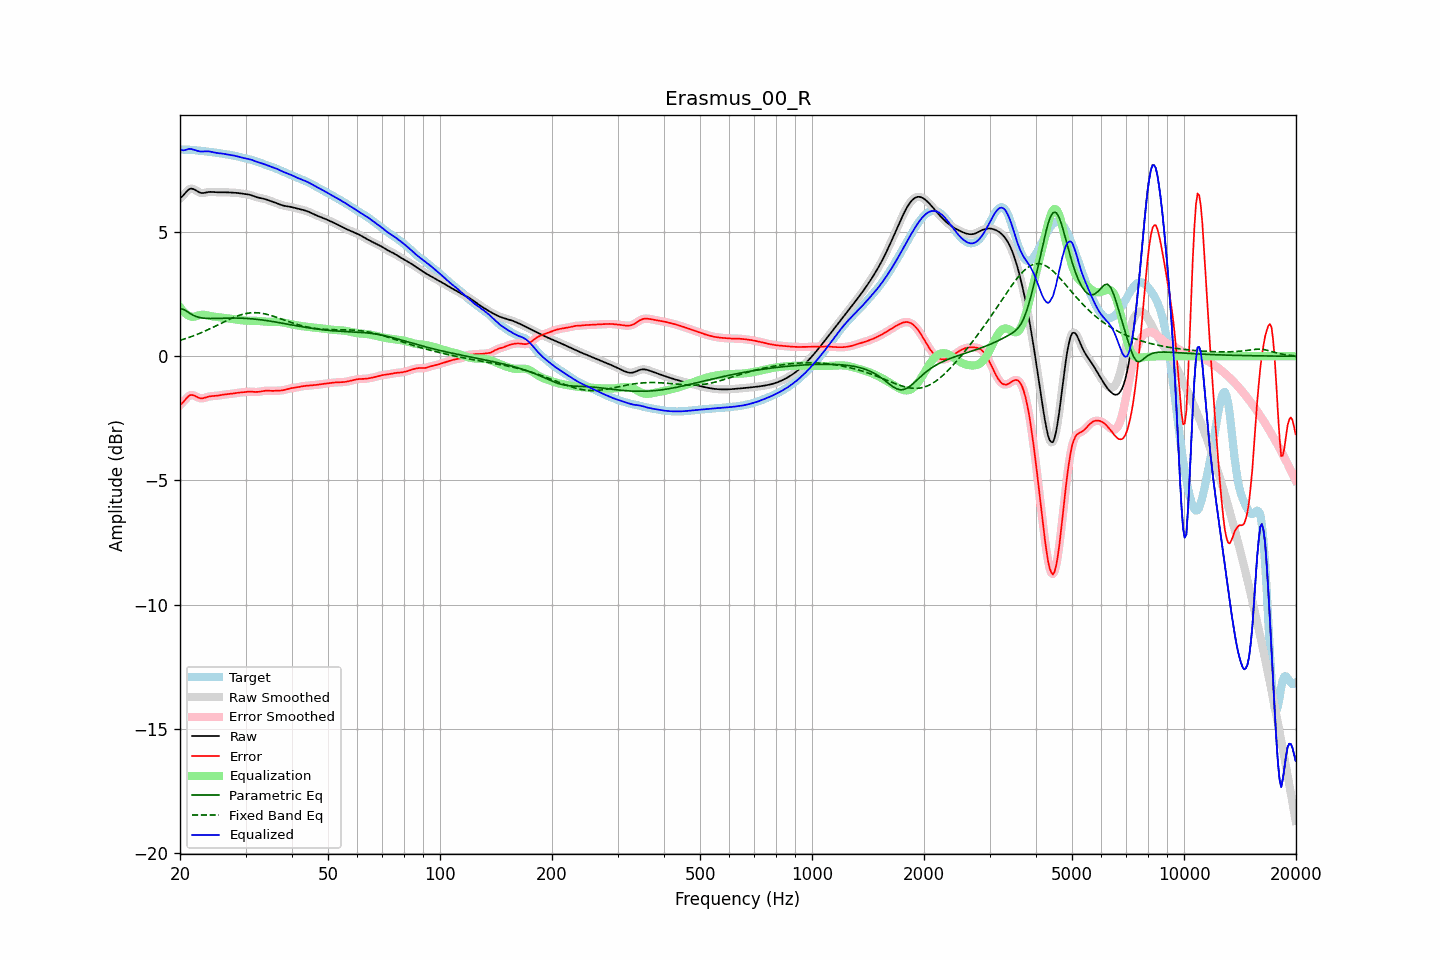 Erasmus_00_R
Amplitude (dBr)
5
0
−5
−10
−15
−20
Target
Raw Smoothed
Error Smoothed
Raw
Error
Equalization
Parametric Eq
Fixed Band Eq
Equalized
20 50 100 200 500 1000 2000 5000 10000 20000
Frequency (Hz)